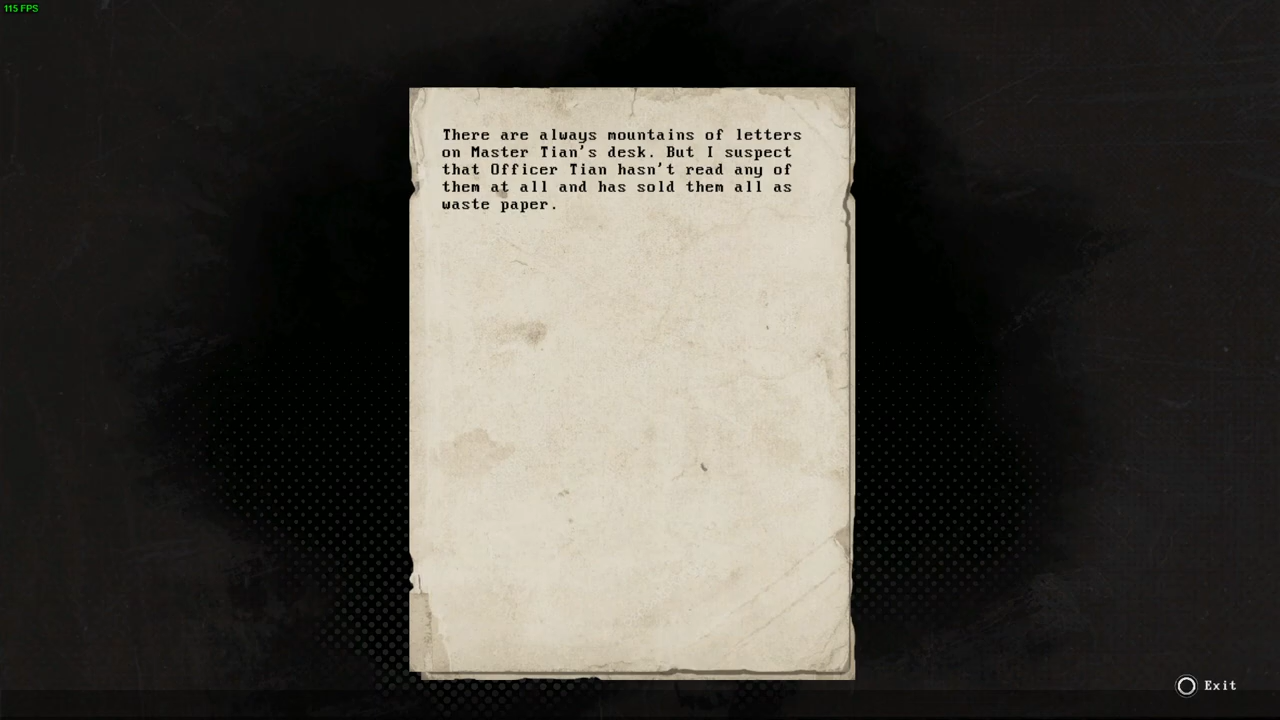 115 FPS
There are always mountains of letters
on Master Tian's desk. But I suspect
that Officer Tian hasn't read any of
them at all and has sold them all as
waste paper.
Exit